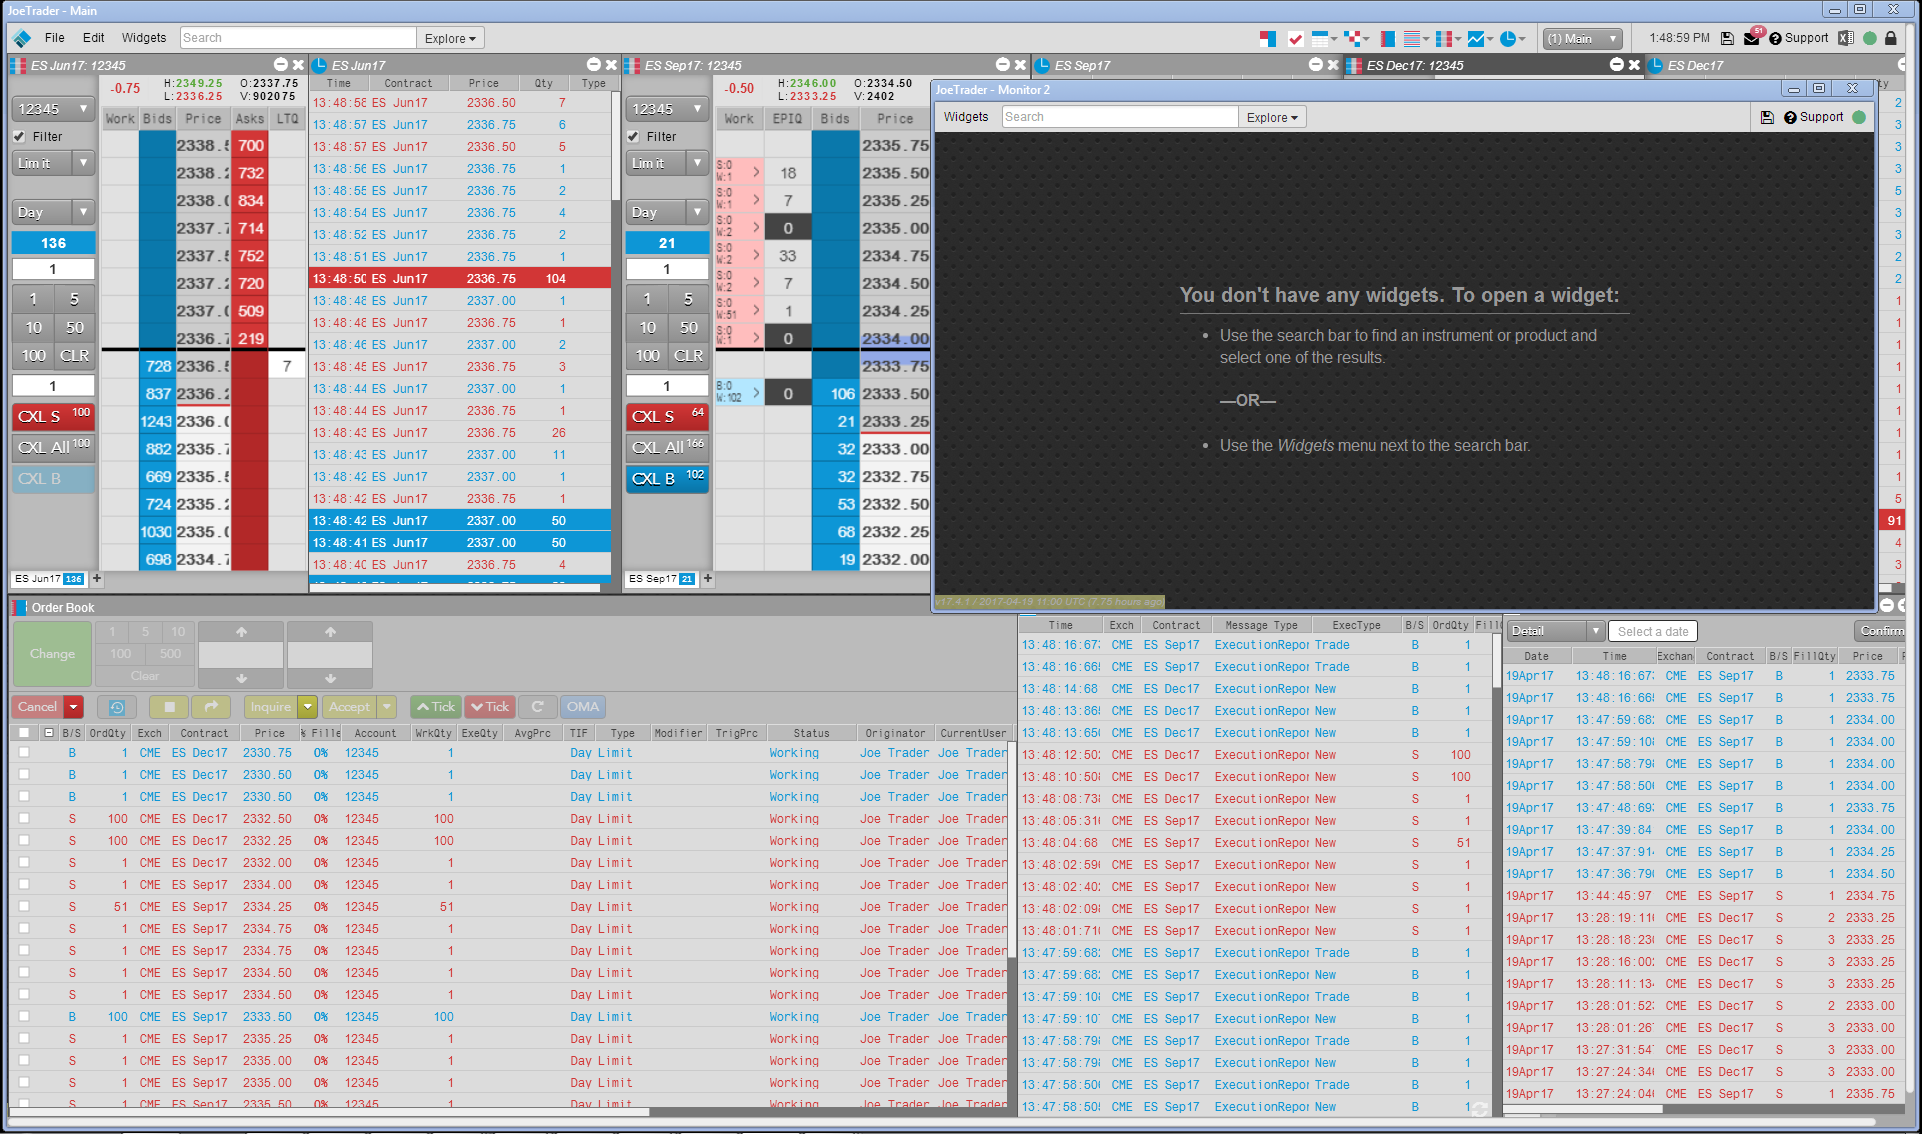 JoeTrader - Main
File Edit Widgets Search Explore
(1) Main 1:48:59 PM 51 Support
ES Jun17: 12345
-0.75 H:2349.25 O:2337.75
L:2336.25 V:902075
12345
Filter
Limit
Day
136
1
1 5
10 50
100 CLR
1
CXL S 100
CXL All 100
CXL B
Work Bids Price Asks LTQ
700
732
834
714
752
720
509
219
728 7
837
1243
882
669
724
1030
698
ES Jun17 136 +
ES Jun17
Time Contract Price Qty Type
13:48:58 ES Jun17 2336.50 7
13:48:57 ES Jun17 2336.75 6
13:48:57 ES Jun17 2336.50 5
13:48:56 ES Jun17 2336.75 1
13:48:55 ES Jun17 2336.75 2
13:48:54 ES Jun17 2336.75 4
13:48:52 ES Jun17 2336.75 2
13:48:51 ES Jun17 2336.75 1
13:48:50 ES Jun17 2336.75 104
13:48:48 ES Jun17 2337.00 1
13:48:48 ES Jun17 2336.75 1
13:48:46 ES Jun17 2337.00 2
13:48:45 ES Jun17 2336.75 3
13:48:44 ES Jun17 2337.00 1
13:48:44 ES Jun17 2336.75 1
13:48:43 ES Jun17 2336.75 26
13:48:43 ES Jun17 2337.00 11
13:48:42 ES Jun17 2337.00 1
13:48:42 ES Jun17 2336.75 1
13:48:42 ES Jun17 2337.00 50
13:48:41 ES Jun17 2337.00 50
13:48:40 ES Jun17 2336.75 4
ES Sep17: 12345
-0.50 H:2346.00 O:2334.50
L:2333.25 V:2402
12345
Filter
Limit
Day
21
1
1 5
10 50
100 CLR
1
CXL S 64
CXL All 166
CXL B 102
Work EPIQ Bids Price
2335.75
S:0 W:1 18 2335.50
S:0 W:1 7 2335.25
S:0 W:2 0 2335.00
S:0 W:2 33 2334.75
S:0 W:2 7 2334.50
S:0 W:51 1 2334.25
S:0 W:1 0 2334.00
2333.75
B:0 W:102 0 106 2333.50
21 2333.25
32 2333.00
32 2332.75
53 2332.50
68 2332.25
19 2332.00
ES Sep17 21 +
ES Sep17
ES Dec17: 12345
ES Dec17
JoeTrader - Monitor 2
Widgets Search Explore Support
You don't have any widgets. To open a widget:
• Use the search bar to find an instrument or product and
select one of the results.
—OR—
• Use the Widgets menu next to the search bar.
v17.4.1 / 2017-04-19 11:00 UTC (7.75 hours ago
2
3
3
3
5
3
3
2
2
1
1
1
1
1
1
1
1
1
5
91
4
3
Order Book
Change
1 5 10
100 500
Clear
Cancel Inquire Accept Tick Tick OMA
B/S OrdQty Exch Contract Price % Fille Account WrkQty ExeQty AvgPrc TIF Type Modifier TrigPrc Status Originator CurrentUser
B 1 CME ES Dec17 2330.75 0% 12345 1 Day Limit Working Joe Trader Joe Trader
B 1 CME ES Dec17 2330.50 0% 12345 1 Day Limit Working Joe Trader Joe Trader
B 1 CME ES Dec17 2330.50 0% 12345 1 Day Limit Working Joe Trader Joe Trader
S 100 CME ES Dec17 2332.50 0% 12345 100 Day Limit Working Joe Trader Joe Trader
S 100 CME ES Dec17 2332.25 0% 12345 100 Day Limit Working Joe Trader Joe Trader
S 1 CME ES Dec17 2332.00 0% 12345 1 Day Limit Working Joe Trader Joe Trader
S 1 CME ES Sep17 2334.00 0% 12345 1 Day Limit Working Joe Trader Joe Trader
S 51 CME ES Sep17 2334.25 0% 12345 51 Day Limit Working Joe Trader Joe Trader
S 1 CME ES Sep17 2334.75 0% 12345 1 Day Limit Working Joe Trader Joe Trader
S 1 CME ES Sep17 2334.75 0% 12345 1 Day Limit Working Joe Trader Joe Trader
S 1 CME ES Sep17 2334.50 0% 12345 1 Day Limit Working Joe Trader Joe Trader
S 1 CME ES Sep17 2334.50 0% 12345 1 Day Limit Working Joe Trader Joe Trader
B 100 CME ES Sep17 2333.50 0% 12345 100 Day Limit Working Joe Trader Joe Trader
S 1 CME ES Sep17 2335.25 0% 12345 1 Day Limit Working Joe Trader Joe Trader
S 1 CME ES Sep17 2335.00 0% 12345 1 Day Limit Working Joe Trader Joe Trader
S 1 CME ES Sep17 2335.00 0% 12345 1 Day Limit Working Joe Trader Joe Trader
S 1 CME ES Sep17 2335.50 0% 12345 1 Day Limit Working Joe Trader Joe Trader
Time Exch Contract Message Type ExecType B/S OrdQty Fill
13:48:16:67 CME ES Sep17 ExecutionRepor Trade B 1
13:48:16:66 CME ES Sep17 ExecutionRepor Trade B 1
13:48:14:68 CME ES Dec17 ExecutionRepor New B 1
13:48:13:86 CME ES Dec17 ExecutionRepor New B 1
13:48:13:65 CME ES Dec17 ExecutionRepor New B 1
13:48:12:50 CME ES Dec17 ExecutionRepor New S 100
13:48:10:50 CME ES Dec17 ExecutionRepor New S 100
13:48:08:73 CME ES Dec17 ExecutionRepor New S 1
13:48:05:31 CME ES Sep17 ExecutionRepor New S 1
13:48:04:68 CME ES Sep17 ExecutionRepor New S 51
13:48:02:59 CME ES Sep17 ExecutionRepor New S 1
13:48:02:40 CME ES Sep17 ExecutionRepor New S 1
13:48:02:09 CME ES Sep17 ExecutionRepor New S 1
13:48:01:71 CME ES Sep17 ExecutionRepor New S 1
13:47:59:68 CME ES Sep17 ExecutionRepor Trade B 1
13:47:59:68 CME ES Sep17 ExecutionRepor New B 1
13:47:59:10 CME ES Sep17 ExecutionRepor Trade B 1
13:47:59:10 CME ES Sep17 ExecutionRepor New B 1
13:47:58:79 CME ES Sep17 ExecutionRepor Trade B 1
13:47:58:79 CME ES Sep17 ExecutionRepor New B 1
13:47:58:50 CME ES Sep17 ExecutionRepor Trade B 1
13:47:58:50 CME ES Sep17 ExecutionRepor New B 1
Detail Select a date Confirm
Date Time Exchan Contract B/S FillQty Price
19Apr17 13:48:16:67 CME ES Sep17 B 1 2333.75
19Apr17 13:48:16:66 CME ES Sep17 B 1 2333.75
19Apr17 13:47:59:68 CME ES Sep17 B 1 2334.00
19Apr17 13:47:59:10 CME ES Sep17 B 1 2334.00
19Apr17 13:47:58:79 CME ES Sep17 B 1 2334.00
19Apr17 13:47:58:50 CME ES Sep17 B 1 2334.00
19Apr17 13:47:48:69 CME ES Sep17 B 1 2333.75
19Apr17 13:47:39:84 CME ES Sep17 B 1 2334.00
19Apr17 13:47:37:91 CME ES Sep17 B 1 2334.25
19Apr17 13:47:36:79 CME ES Sep17 B 1 2334.50
19Apr17 13:44:45:97 CME ES Sep17 S 1 2334.75
19Apr17 13:28:19:11 CME ES Dec17 S 2 2333.25
19Apr17 13:28:18:23 CME ES Dec17 S 3 2333.25
19Apr17 13:28:16:00 CME ES Dec17 S 3 2333.25
19Apr17 13:28:11:13 CME ES Dec17 S 3 2333.25
19Apr17 13:28:01:52 CME ES Dec17 S 2 2333.00
19Apr17 13:28:01:26 CME ES Dec17 S 3 2333.00
19Apr17 13:27:31:54 CME ES Dec17 S 3 2333.00
19Apr17 13:27:24:34 CME ES Dec17 S 3 2333.00
19Apr17 13:27:24:04 CME ES Sep17 S 1 2335.75